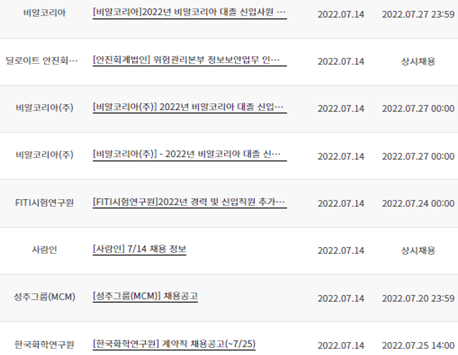 비알코리아 [비알코리아]2022년 비알코리아 대졸 신입사원 … 2022.07.14 2022.07.27 23:59
딜로이트 안진회… [안진회계법인] 위험관리본부 정보보안업무 인… 2022.07.14 상시채용
비알코리아(주) [비알코리아(주)] 2022년 비알코리아 대졸 신입… 2022.07.14 2022.07.27 00:00
비알코리아(주) [비알코리아(주)] - 2022년 비알코리아 대졸 신… 2022.07.14 2022.07.27 00:00
FITI시험연구원 [FITI시험연구원]2022년 경력 및 신입직원 추가… 2022.07.14 2022.07.24 00:00
사람인 [사람인] 7/14 채용 정보 2022.07.14 상시채용
성주그룹(MCM) [성주그룹(MCM)] 채용공고 2022.07.14 2022.07.20 23:59
한국화학연구원 [한국화학연구원] 계약직 채용공고(~7/25) 2022.07.14 2022.07.25 14:00